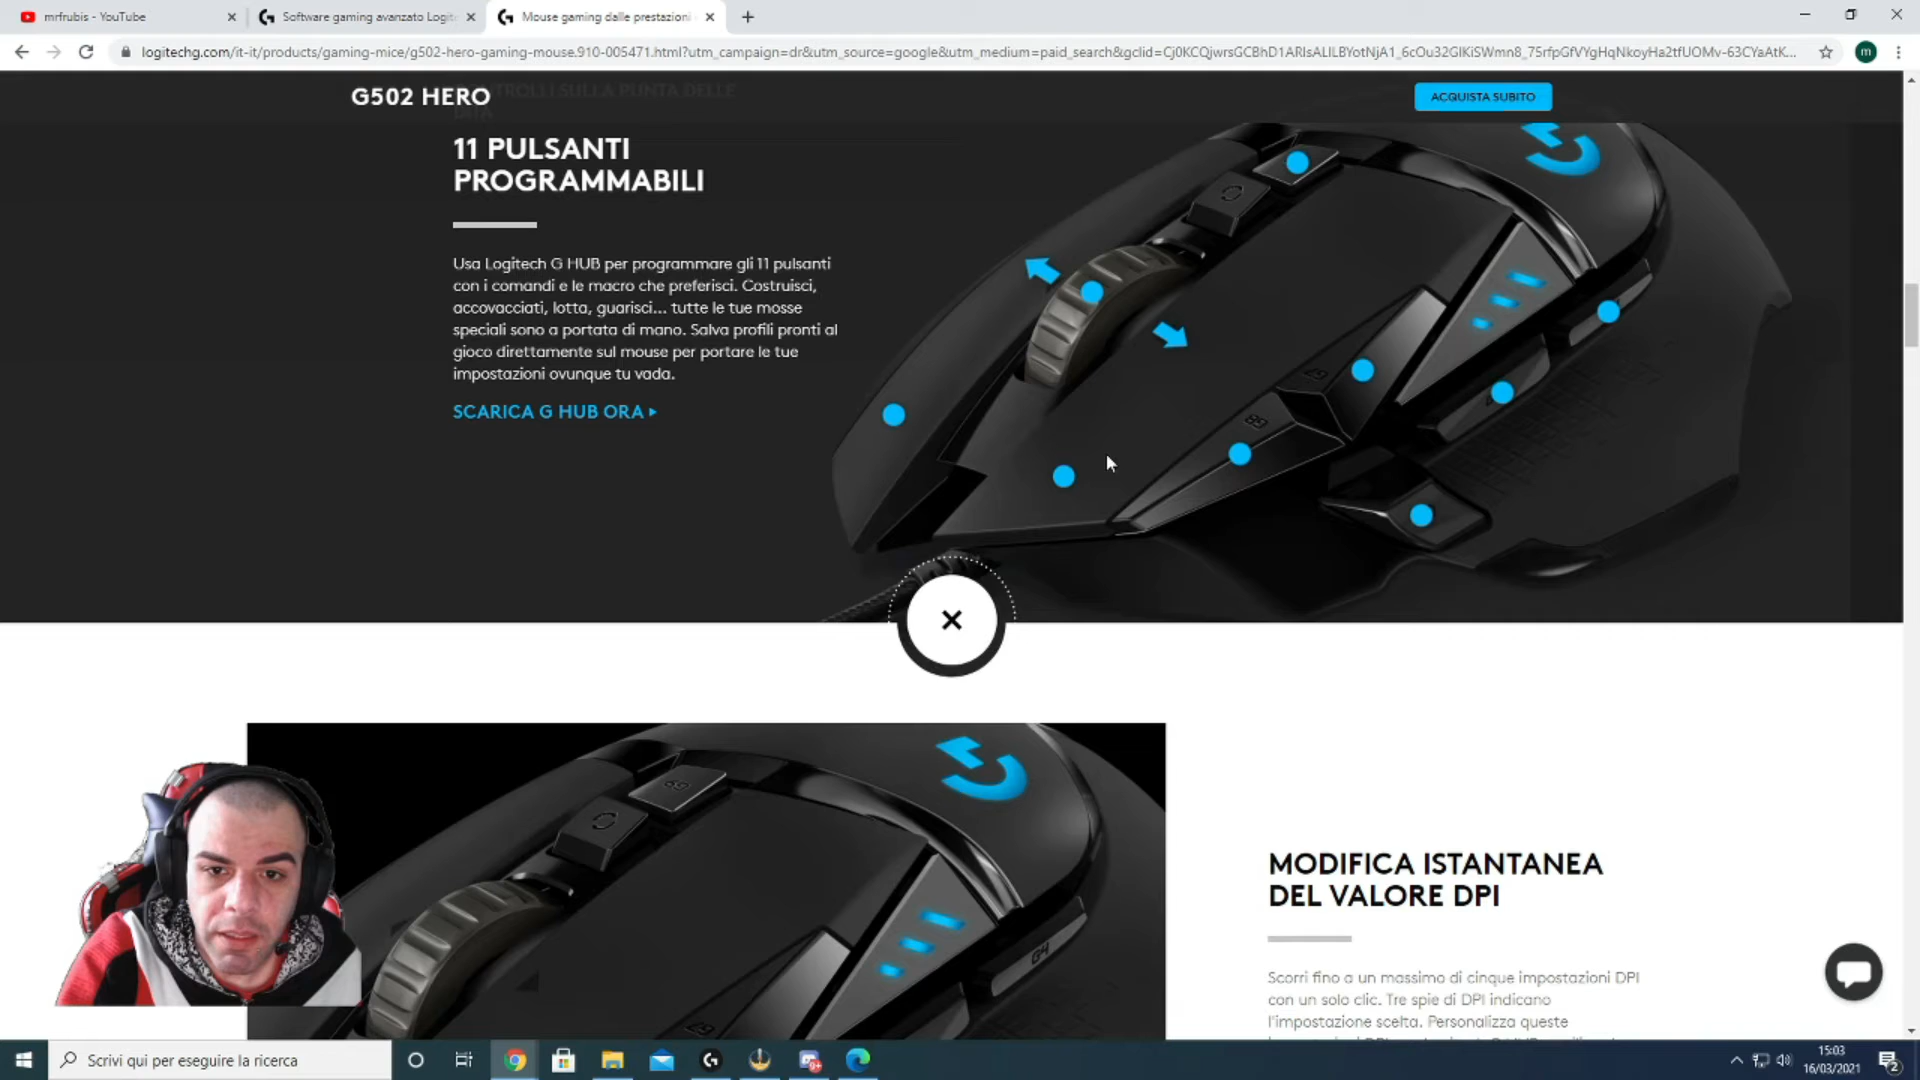 mrfrubis - YouTube
Software gaming avanzato Logit
Mouse gaming dalle prestazioni
logitechg.com/it-it/products/gaming-mice/g502-hero-gaming-mouse.910-005471.html?utm_campaign=dr&utm_source=google&utm_medium=paid_search&gclid=
m
G502 HERO
ACQUISTA SUBITO
11 PULSANTI
PROGRAMMABILI
Usa Logitech G HUB per programmare gli 11 pulsanti
con i comandi e le macro che preferisci. Costruisci,
accovacciati, lotta, guarisci... tutte le tue mosse
speciali sono a portata di mano. Salva profili pronti al
gioco direttamente sul mouse per portare le tue
impostazioni ovunque tu vada.
SCARICA G HUB ORA
G7
G8
G9
G4
G7
MODIFICA ISTANTANEA
DEL VALORE DPI
Scorri fino a un massimo di cinque impostazioni DPI
con un solo clic. Tre spie di DPI indicano
l'impostazione scelta. Personalizza queste
Scrivi qui per eseguire la ricerca
15:03
16/03/2021
2